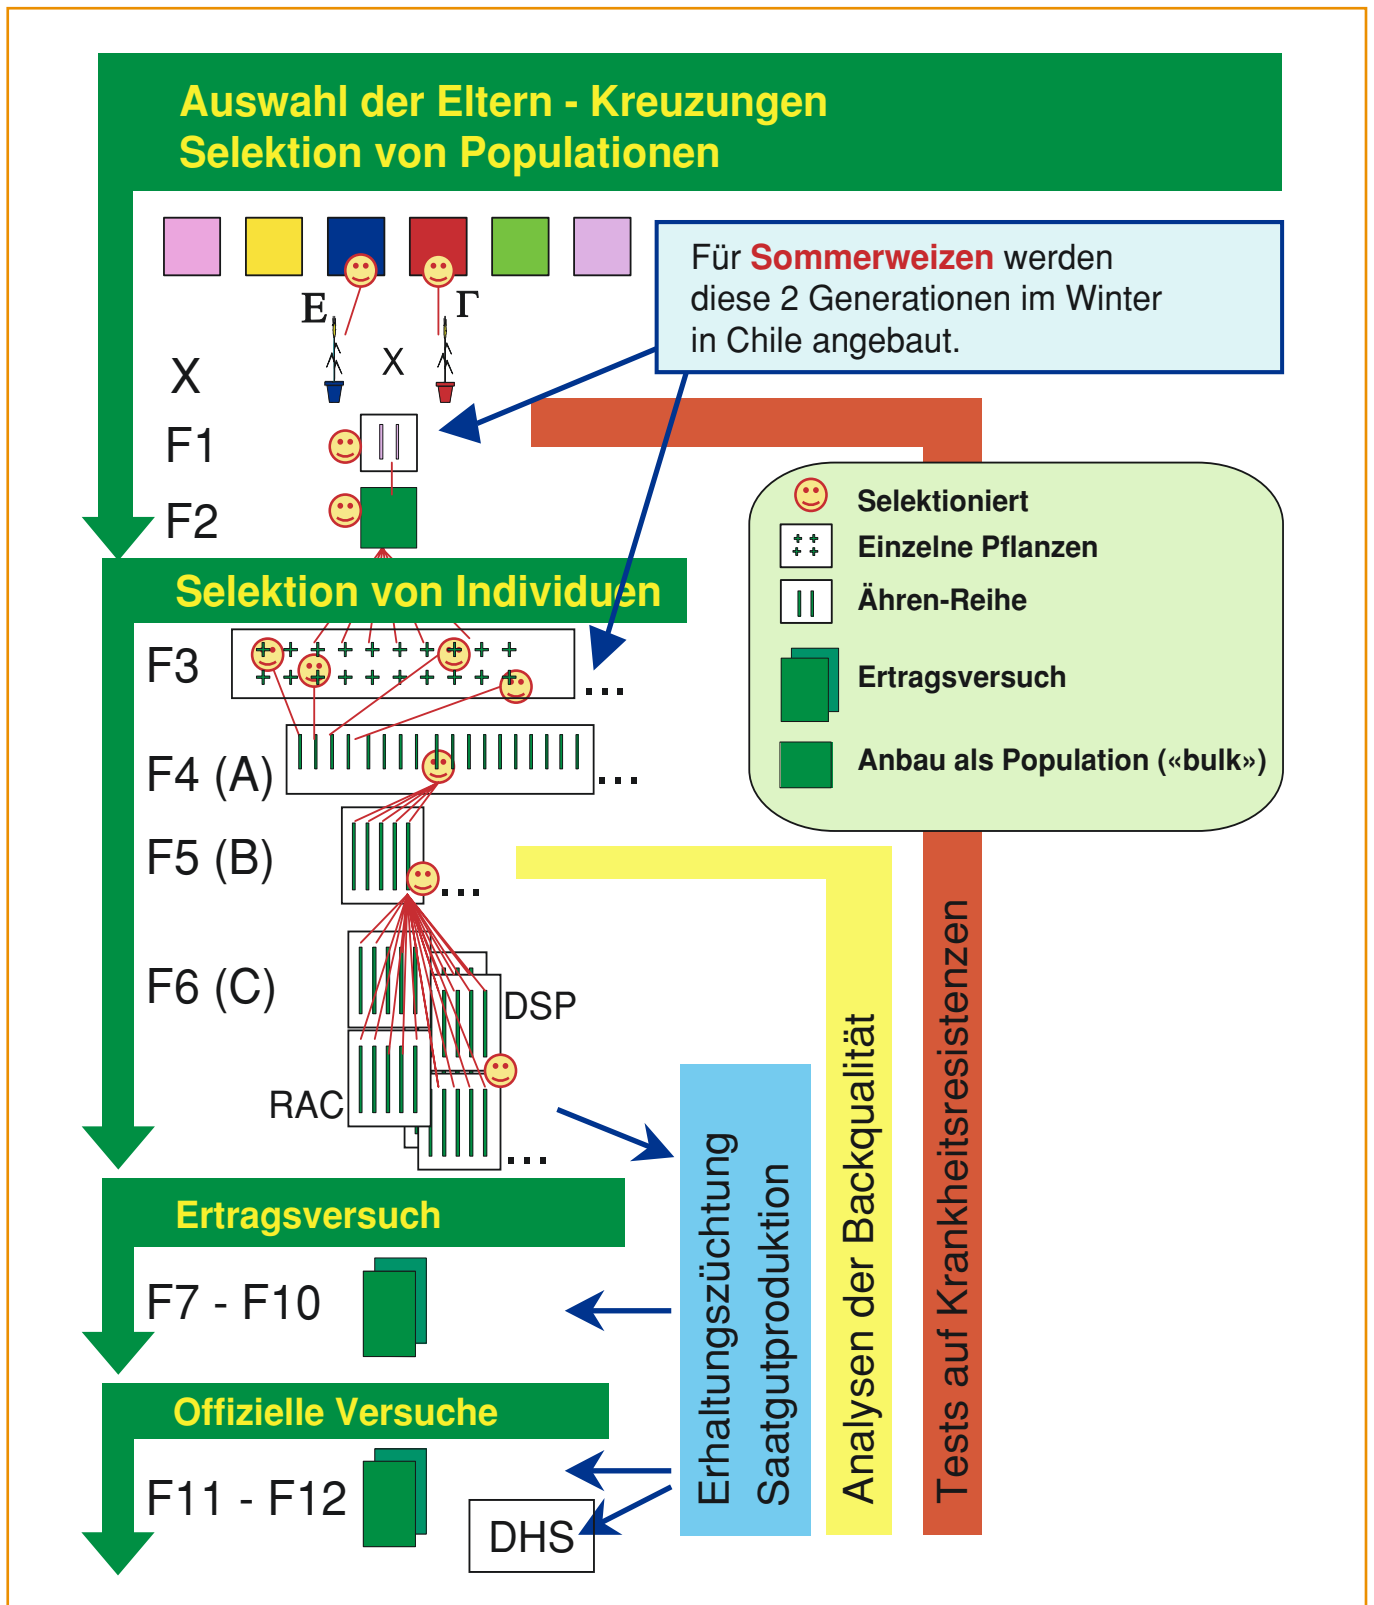 Auswahl der Eltern - Kreuzungen
Selektion von Populationen
Für Sommerweizen werden
diese 2 Generationen im Winter
in Chile angebaut.
E
Γ
X
X
F1
F2
Selektioniert
Einzelne Pflanzen
Ähren-Reihe
Ertragsversuch
Anbau als Population («bulk»)
Selektion von Individuen
F3
...
F4 (A)
...
F5 (B)
...
F6 (C)
DSP
RAC
...
Ertragsversuch
F7 - F10
Offizielle Versuche
F11 - F12
DHS
Erhaltungszüchtung
Saatgutproduktion
Analysen der Backqualität
Tests auf Krankheitsresistenzen